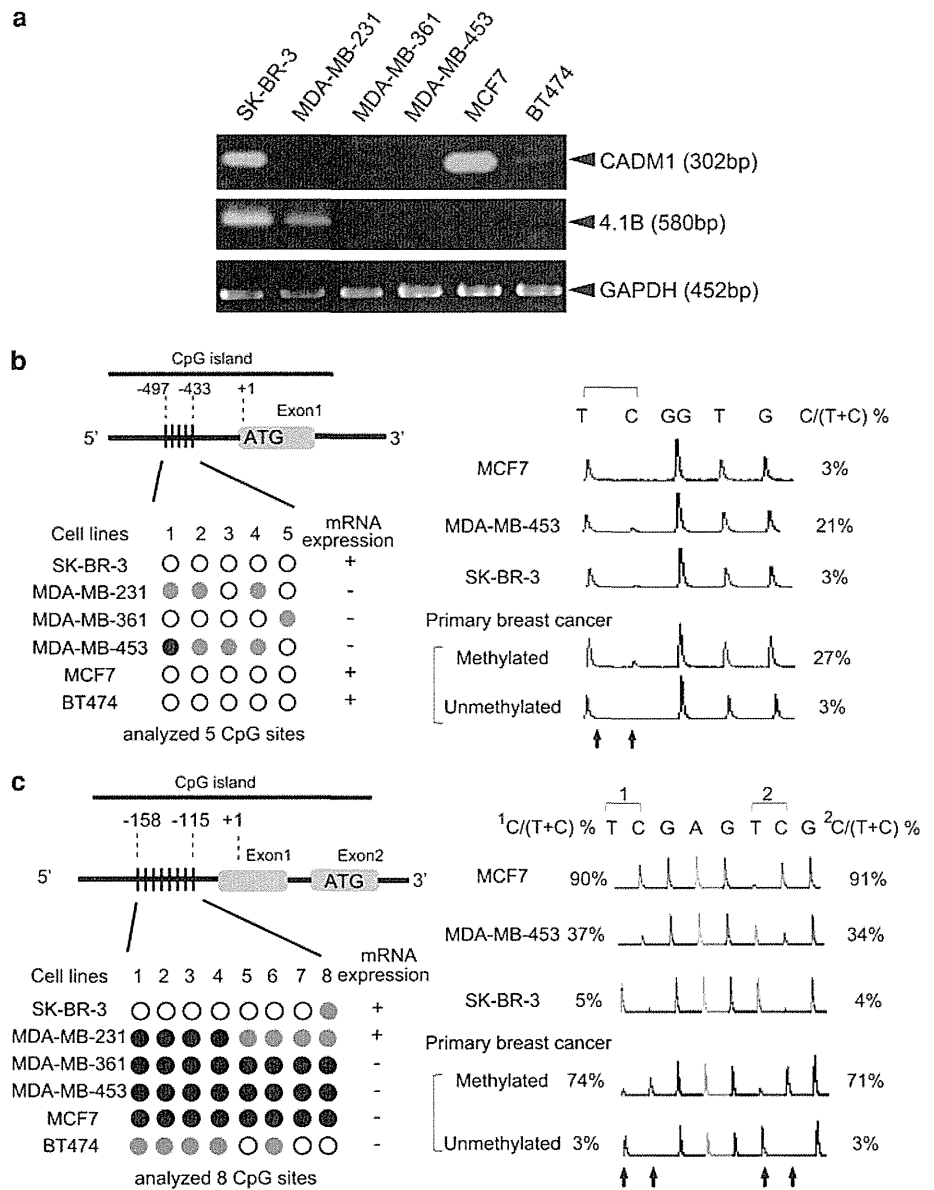 a
SK-BR-3 MDA-MB-231 MDA-MB-361 MDA-MB-453 MCF7 BT474
CADM1 (302bp)
4.1B (580bp)
GAPDH (452bp)
b
CpG island
-497 -433 +1
Exon1
5' ATG 3'
Cell lines 1 2 3 4 5 mRNA expression
SK-BR-3 +
MDA-MB-231 -
MDA-MB-361 -
MDA-MB-453 -
MCF7 +
BT474 +
analyzed 5 CpG sites
T C GG T G C/(T+C) %
MCF7 3%
MDA-MB-453 21%
SK-BR-3 3%
Primary breast cancer
Methylated 27%
Unmethylated 3%
c
CpG island
-158 -115 +1
Exon1 Exon2
5' ATG 3'
Cell lines 1 2 3 4 5 6 7 8 mRNA expression
SK-BR-3 +
MDA-MB-231 +
MDA-MB-361 -
MDA-MB-453 -
MCF7 -
BT474 -
analyzed 8 CpG sites
1 2
1C/(T+C) % T C G A G T C G 2C/(T+C) %
MCF7 90% 91%
MDA-MB-453 37% 34%
SK-BR-3 5% 4%
Primary breast cancer
Methylated 74% 71%
Unmethylated 3% 3%